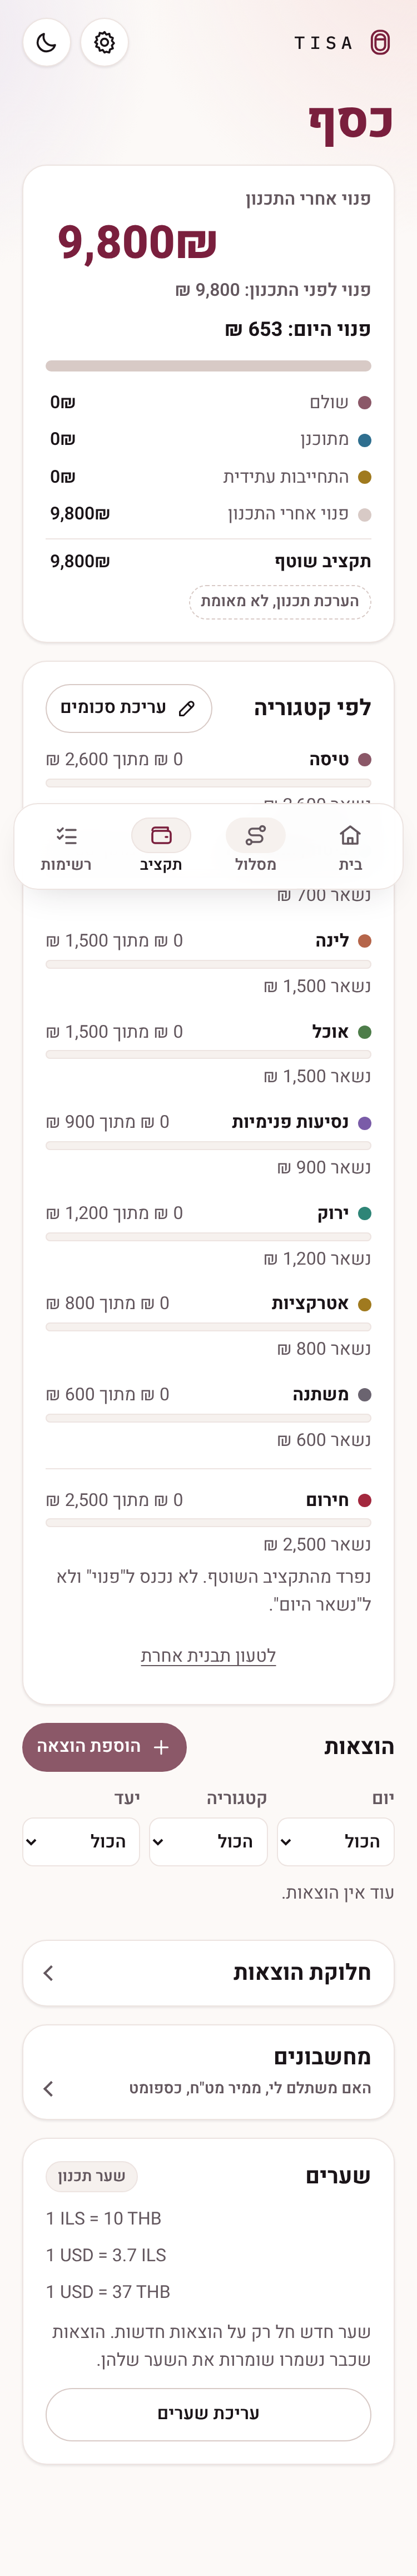 TISA
כסף
פנוי אחרי התכנון
9,800₪
פנוי לפני התכנון: 9,800 ₪
פנוי היום: 653 ₪
שולם 0₪
מתוכנן 0₪
התחייבות עתידית 0₪
פנוי אחרי התכנון 9,800₪
תקציב שוטף 9,800₪
הערכת תכנון, לא מאומת
לפי קטגוריה עריכת סכומים
טיסה 0 ₪ מתוך 2,600 ₪
בית מסלול תקציב רשימות
נשאר 700 ₪
לינה 0 ₪ מתוך 1,500 ₪
נשאר 1,500 ₪
אוכל 0 ₪ מתוך 1,500 ₪
נשאר 1,500 ₪
נסיעות פנימיות 0 ₪ מתוך 900 ₪
נשאר 900 ₪
ירוק 0 ₪ מתוך 1,200 ₪
נשאר 1,200 ₪
אטרקציות 0 ₪ מתוך 800 ₪
נשאר 800 ₪
משתנה 0 ₪ מתוך 600 ₪
נשאר 600 ₪
חירום 0 ₪ מתוך 2,500 ₪
נשאר 2,500 ₪
נפרד מהתקציב השוטף. לא נכנס ל"פנוי" ולא
ל"נשאר היום".
לטעון תבנית אחרת
הוצאות הוספת הוצאה
יום קטגוריה יעד
הכול הכול הכול
עוד אין הוצאות.
חלוקת הוצאות
מחשבונים
האם משתלם לי, ממיר מט"ח, כספומט
שערים שער תכנון
1 ILS = 10 THB
1 USD = 3.7 ILS
1 USD = 37 THB
שער חדש חל רק על הוצאות חדשות. הוצאות
שכבר נשמרו שומרות את השער שלהן.
עריכת שערים